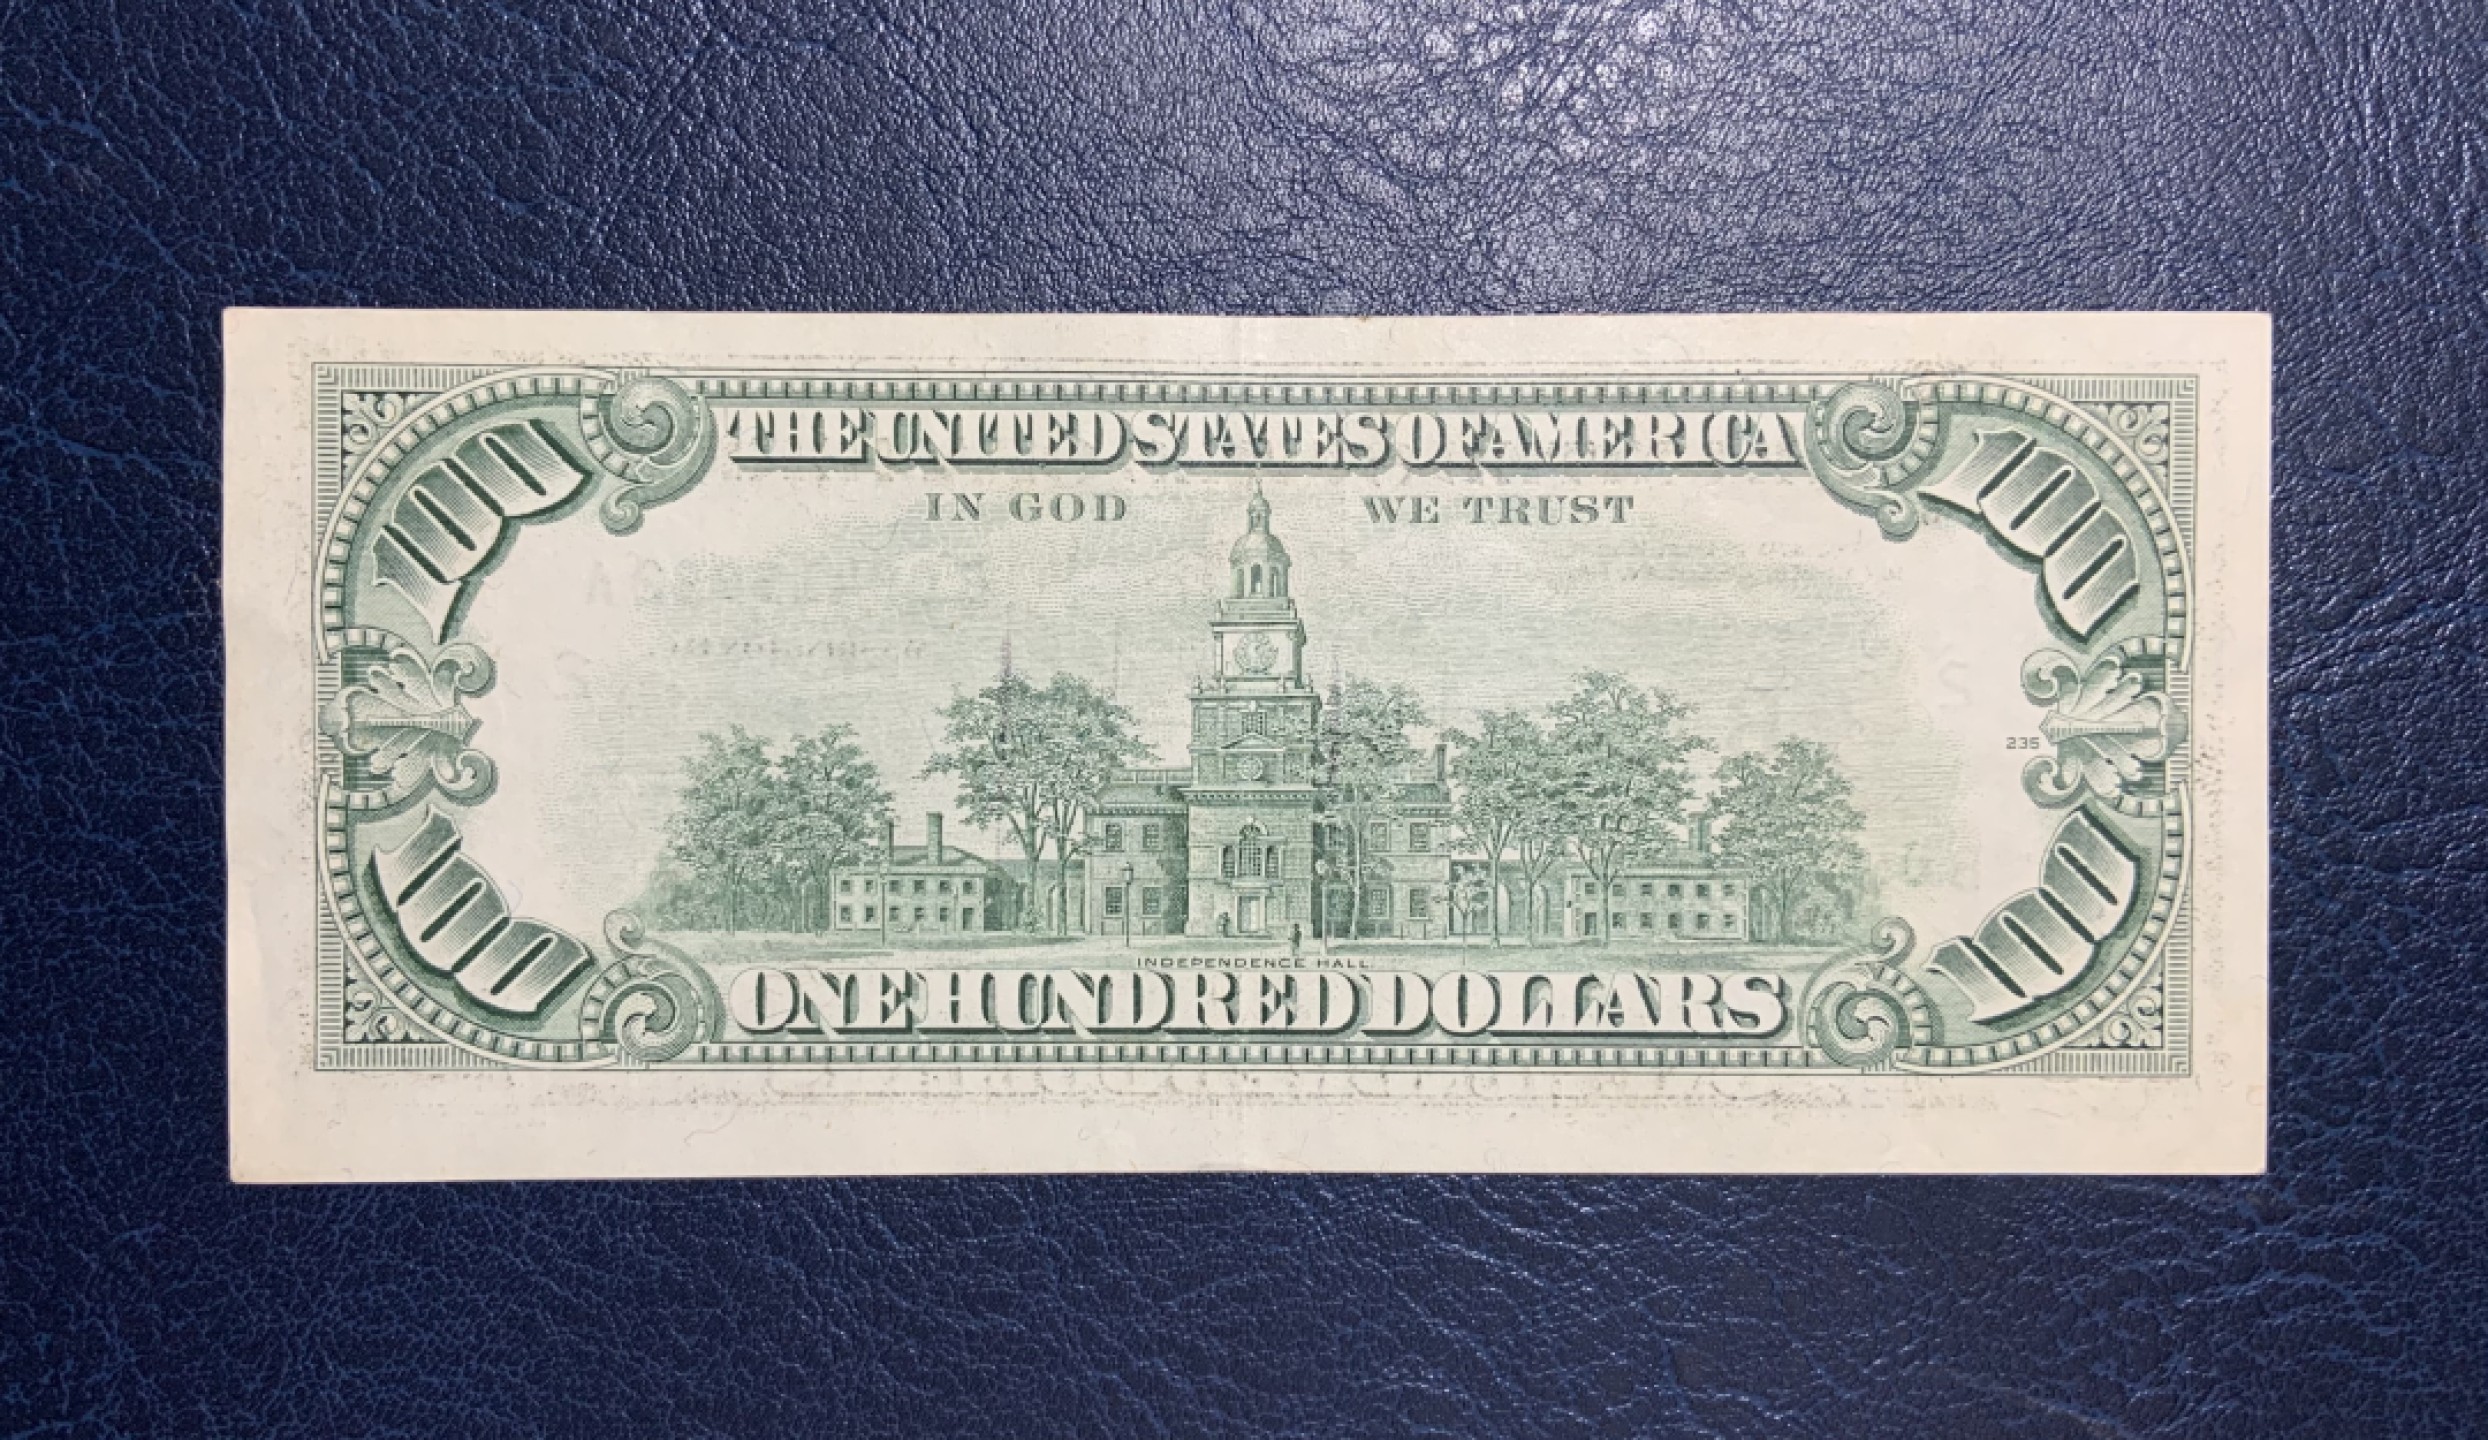 100 THE UNITED STATES OF AMERICA 100
IN GOD WE TRUST
235
INDEPENDENCE HALL.
100 ONE HUNDRED DOLLARS 100